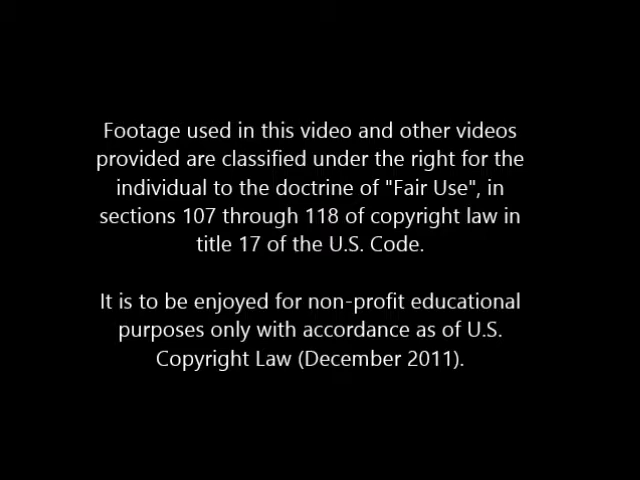 Footage used in this video and other videos
provided are classified under the right for the
individual to the doctrine of "Fair Use", in
sections 107 through 118 of copyright law in
title 17 of the U.S. Code.
It is to be enjoyed for non-profit educational
purposes only with accordance as of U.S.
Copyright Law (December 2011).